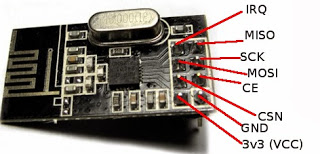 IRQ
MISO
SCK
MOSI
CE
CSN
GND
3v3 (VCC)